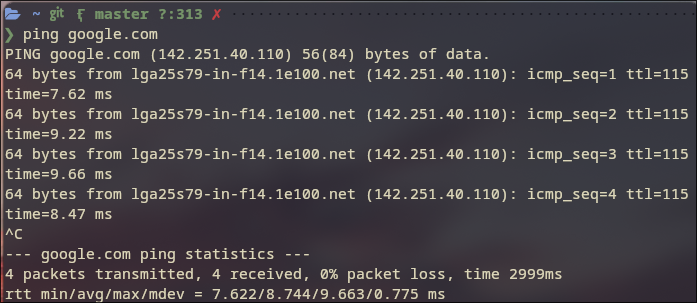 ~ git master ?:313 ✗
❯ ping google.com
PING google.com (142.251.40.110) 56(84) bytes of data.
64 bytes from lga25s79-in-f14.1e100.net (142.251.40.110): icmp_seq=1 ttl=115
time=7.62 ms
64 bytes from lga25s79-in-f14.1e100.net (142.251.40.110): icmp_seq=2 ttl=115
time=9.22 ms
64 bytes from lga25s79-in-f14.1e100.net (142.251.40.110): icmp_seq=3 ttl=115
time=9.66 ms
64 bytes from lga25s79-in-f14.1e100.net (142.251.40.110): icmp_seq=4 ttl=115
time=8.47 ms
^C
--- google.com ping statistics ---
4 packets transmitted, 4 received, 0% packet loss, time 2999ms
rtt min/avg/max/mdev = 7.622/8.744/9.663/0.775 ms